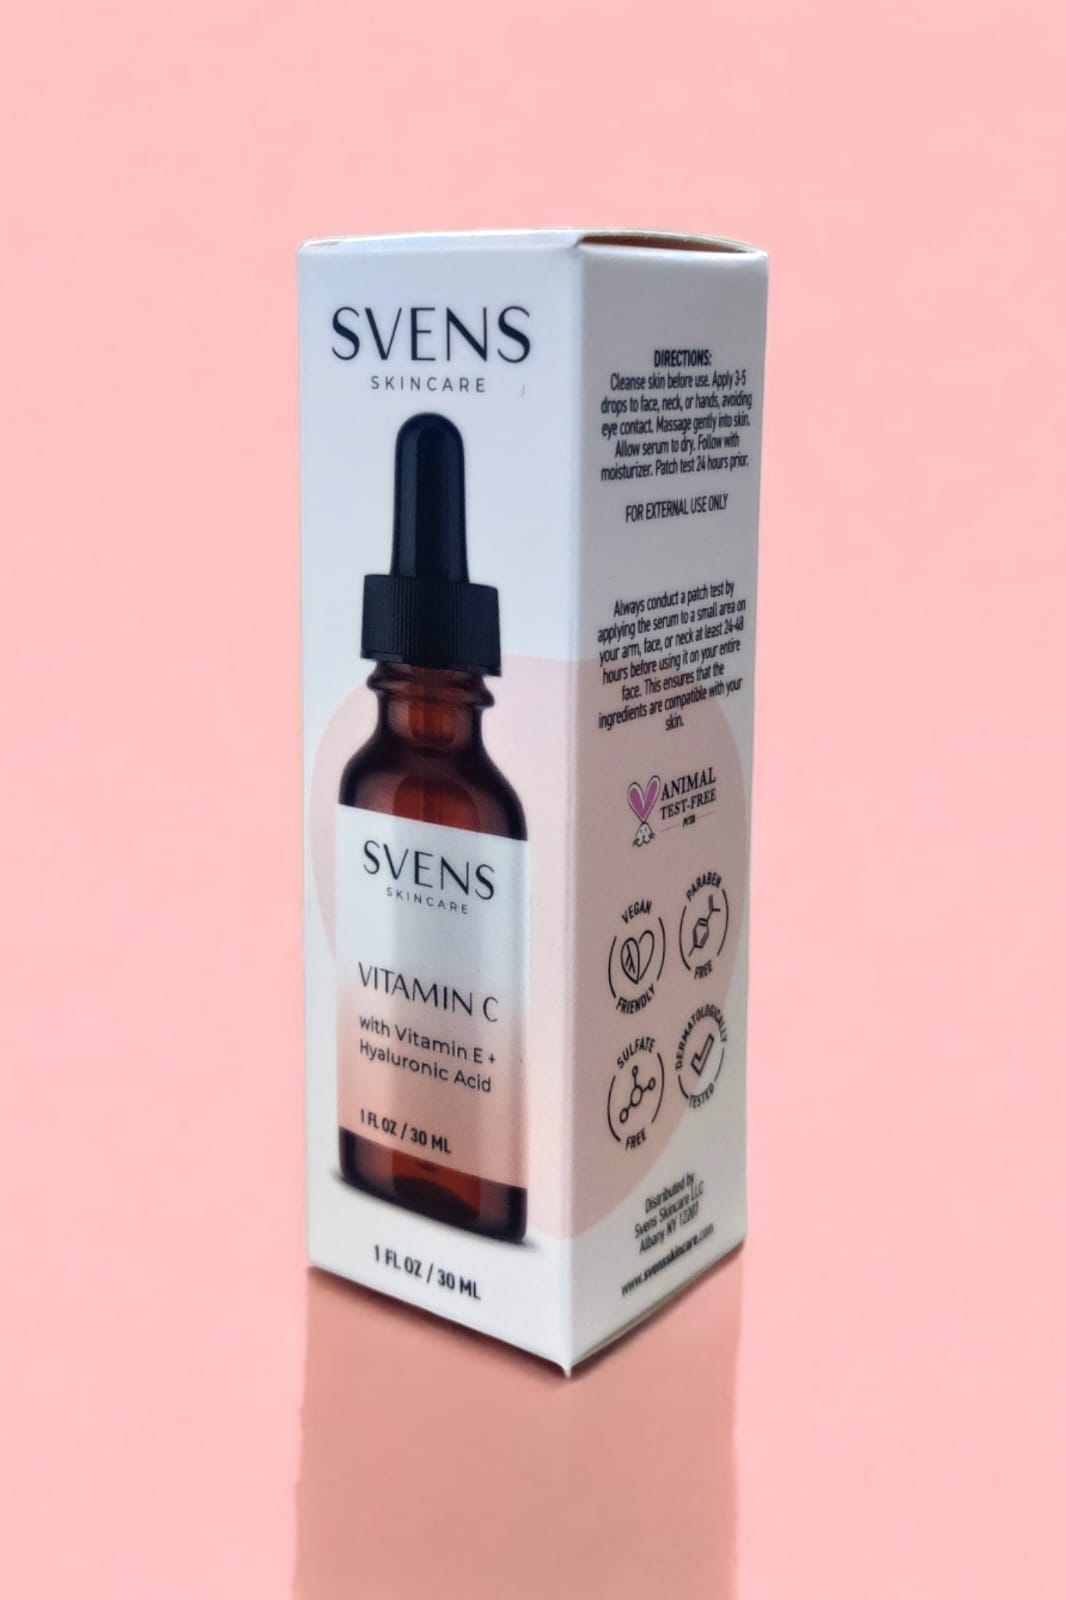 SVENS
SKINCARE
SVENS
SKINCARE
VITAMIN C
with Vitamin E +
Hyaluronic Acid
1 FL OZ / 30 ML
1 FL OZ / 30 ML
DIRECTIONS:
Cleanse skin before use. Apply 3-5
drops to face, neck, or hands, avoiding
eye contact. Massage gently into skin.
Allow serum to dry. Follow with
moisturizer. Patch test 24 hours prior.
FOR EXTERNAL USE ONLY
Always conduct a patch test by
applying the serum to a small area on
your arm, face, or neck at least 24-48
hours before using it on your entire
face. This ensures that the
ingredients are compatible with your
skin.
ANIMAL
TEST-FREE
PETA
VEGAN
FRIENDLY
PARABEN
FREE
SULFATE
FREE
DERMATOLOGICALLY
TESTED
Distributed by
Svens Skincare LLC
Albany NY 12207
www.svensskincare.com